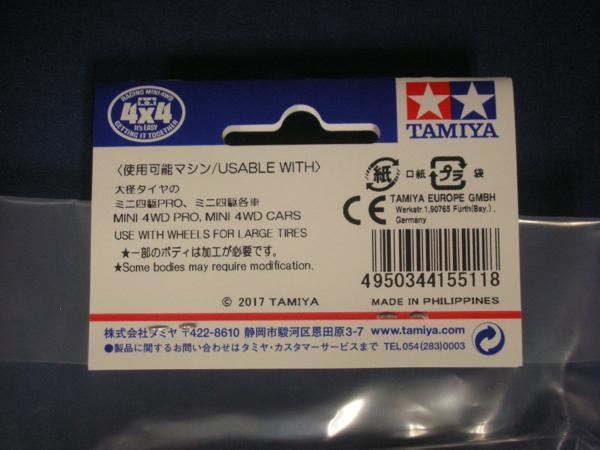 RACING MINI 4WD
4x4
It's EASY
GETTING IT TOGETHER
TAMIYA
〈使用可能マシン/USABLE WITH〉
大径タイヤの
ミニ四駆PRO、ミニ四駆各車
MINI 4WD PRO, MINI 4WD CARS
USE WITH WHEELS FOR LARGE TIRES
★一部のボディは加工が必要です。
★Some bodies may require modification.
© 2017 TAMIYA
紙 口紙 プラ 袋
CE TAMIYA EUROPE GMBH
Werkstr.1,90765 Fürth(Bay.),
Germany
4950344155118
MADE IN PHILIPPINES
株式会社タミヤ 〒422-8610 静岡市駿河区恩田原3-7 www.tamiya.com
●製品に関するお問い合わせはタミヤ・カスタマーサービスまで TEL054(283)0003